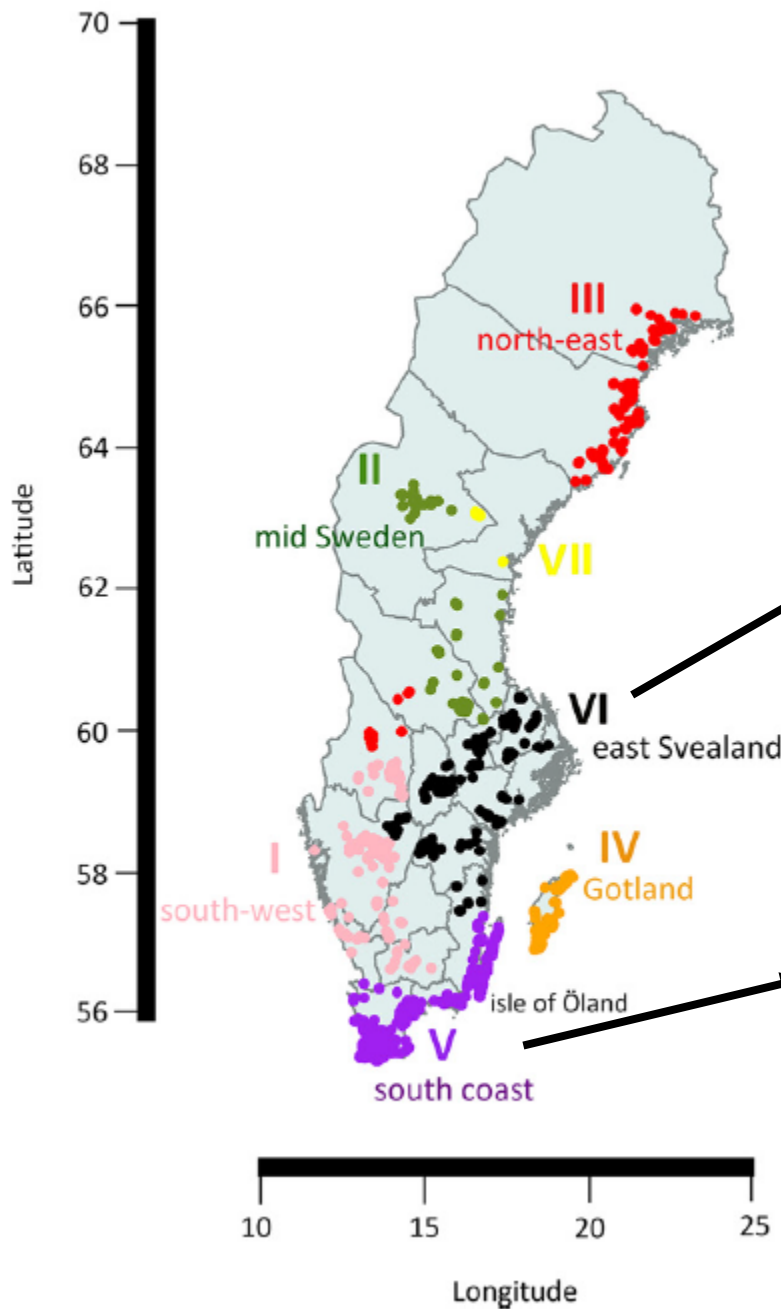 70
68
66
64
62
60
58
56
Latitude
III
north-east
II
mid Sweden
VII
VI
east Svealand
IV
Gotland
I
south-west
isle of Öland
V
south coast
10 15 20 25
Longitude